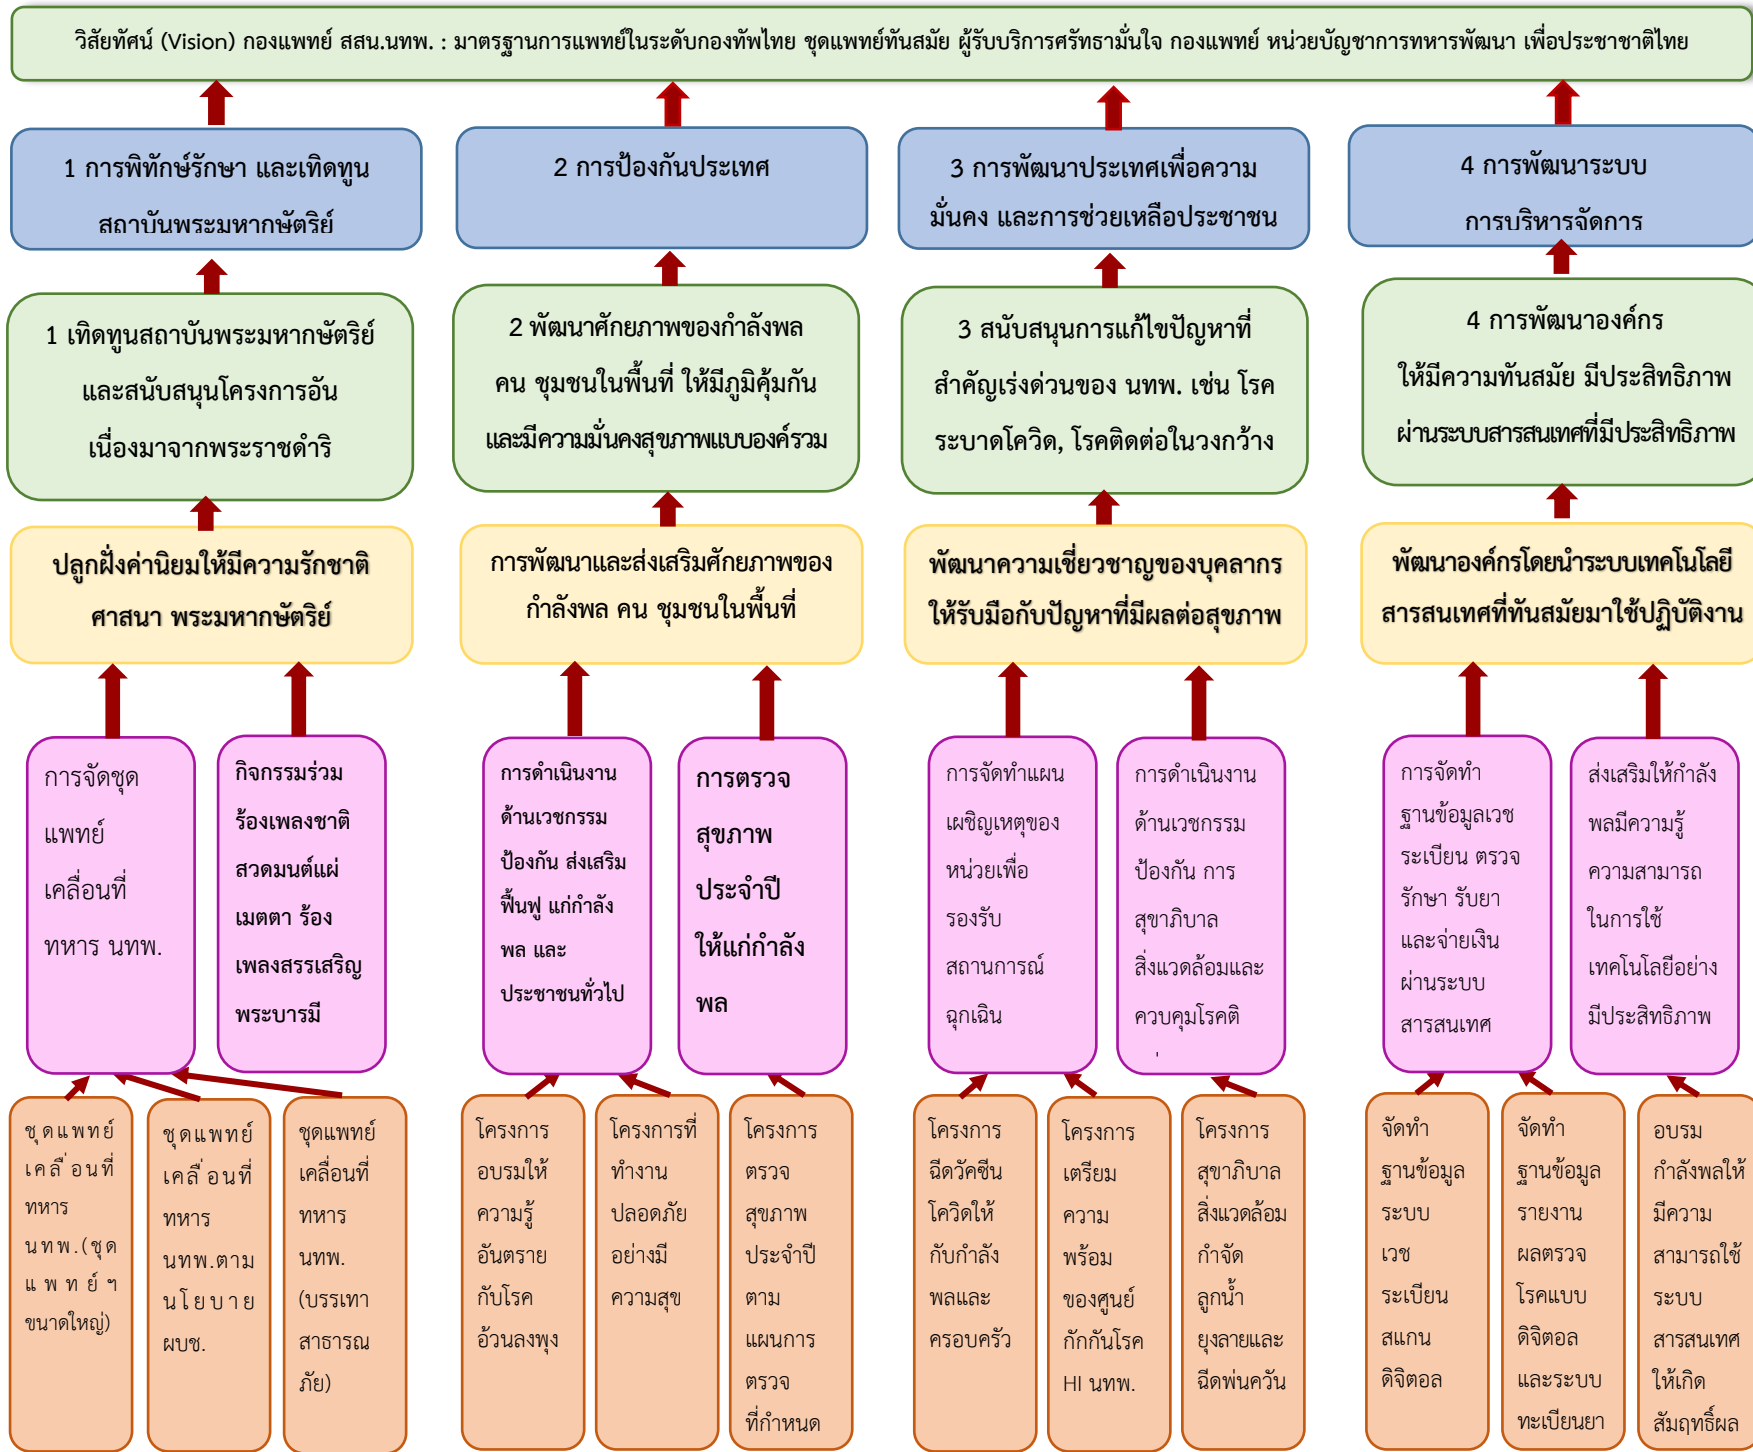 วิสัยทัศน์ (Vision) กองแพทย์ สสน.นทพ. : มาตรฐานการแพทย์ในระดับกองทัพไทย ชุดแพทย์ทันสมัย ผู้รับบริการศรัทธามั่นใจ กองแพทย์ หน่วยบัญชาการทหารพัฒนา เพื่อประชาชาติไทย
1 การพิทักษ์รักษา และเทิดทูน
สถาบันพระมหากษัตริย์
2 การป้องกันประเทศ
3 การพัฒนาประเทศเพื่อความ
มั่นคง และการช่วยเหลือประชาชน
4 การพัฒนาระบบ
การบริหารจัดการ
1 เทิดทูนสถาบันพระมหากษัตริย์
และสนับสนุนโครงการอัน
เนื่องมาจากพระราชดำริ
2 พัฒนาศักยภาพของกำลังพล
คน ชุมชนในพื้นที่ ให้มีภูมิคุ้มกัน
และมีความมั่นคงสุขภาพแบบองค์รวม
3 สนับสนุนการแก้ไขปัญหาที่
สำคัญเร่งด่วนของ นทพ. เช่น โรค
ระบาดโควิด, โรคติดต่อในวงกว้าง
4 การพัฒนาองค์กร
ให้มีความทันสมัย มีประสิทธิภาพ
ผ่านระบบสารสนเทศที่มีประสิทธิภาพ
ปลูกฝั่งค่านิยมให้มีความรักชาติ
ศาสนา พระมหากษัตริย์
การพัฒนาและส่งเสริมศักยภาพของ
กำลังพล คน ชุมชนในพื้นที่
พัฒนาความเชี่ยวชาญของบุคลากร
ให้รับมือกับปัญหาที่มีผลต่อสุขภาพ
พัฒนาองค์กรโดยนำระบบเทคโนโลยี
สารสนเทศที่ทันสมัยมาใช้ปฏิบัติงาน
การจัดชุด
แพทย์
เคลื่อนที่
ทหาร นทพ.
กิจกรรมร่วม
ร้องเพลงชาติ
สวดมนต์แผ่
เมตตา ร้อง
เพลงสรรเสริญ
พระบารมี
การดำเนินงาน
ด้านเวชกรรม
ป้องกัน ส่งเสริม
ฟื้นฟู แก่กำลัง
พล และ
ประชาชนทั่วไป
การตรวจ
สุขภาพ
ประจำปี
ให้แก่กำลัง
พล
การจัดทำแผน
เผชิญเหตุของ
หน่วยเพื่อ
รองรับ
สถานการณ์
ฉุกเฉิน
การดำเนินงาน
ด้านเวชกรรม
ป้องกัน การ
สุขาภิบาล
สิ่งแวดล้อมและ
ควบคุมโรคติ
การจัดทำ
ฐานข้อมูลเวช
ระเบียน ตรวจ
รักษา รับยา
และจ่ายเงิน
ผ่านระบบ
สารสนเทศ
ส่งเสริมให้กำลัง
พลมีความรู้
ความสามารถ
ในการใช้
เทคโนโลยีอย่าง
มีประสิทธิภาพ
ชุดแพทย์
เคลื่อนที่
ทหาร
นทพ.(ชุด
แพทย์ฯ
ขนาดใหญ่)
ชุดแพทย์
เคลื่อนที่
ทหาร
นทพ.ตาม
นโยบาย
ผบช.
ชุดแพทย์
เคลื่อนที่
ทหาร
นทพ.
(บรรเทา
สาธารณ
ภัย)
โครงการ
อบรมให้
ความรู้
อันตราย
กับโรค
อ้วนลงพุง
โครงการที่
ทำงาน
ปลอดภัย
อย่างมี
ความสุข
โครงการ
ตรวจ
สุขภาพ
ประจำปี
ตาม
แผนการ
ตรวจ
ที่กำหนด
โครงการ
ฉีดวัคซีน
โควิดให้
กับกำลัง
พลและ
ครอบครัว
โครงการ
เตรียม
ความ
พร้อม
ของศูนย์
กักกันโรค
HI นทพ.
โครงการ
สุขาภิบาล
สิ่งแวดล้อม
กำจัด
ลูกน้ำ
ยุงลายและ
ฉีดพ่นควัน
จัดทำ
ฐานข้อมูล
ระบบ
เวช
ระเบียน
สแกน
ดิจิตอล
จัดทำ
ฐานข้อมูล
รายงาน
ผลตรวจ
โรคแบบ
ดิจิตอล
และระบบ
ทะเบียนยา
อบรม
กำลังพลให้
มีความ
สามารถใช้
ระบบ
สารสนเทศ
ให้เกิด
สัมฤทธิ์ผล